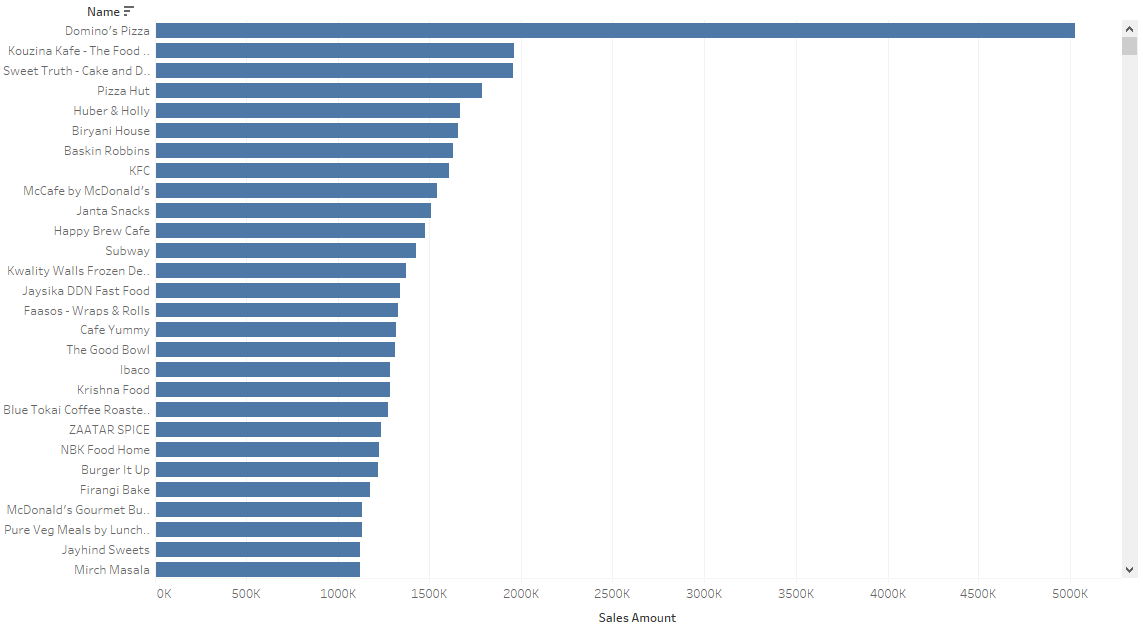 Name
Domino's Pizza
Kouzina Kafe - The Food ..
Sweet Truth - Cake and D..
Pizza Hut
Huber & Holly
Biryani House
Baskin Robbins
KFC
McCafe by McDonald's
Janta Snacks
Happy Brew Cafe
Subway
Kwality Walls Frozen De..
Jaysika DDN Fast Food
Faasos - Wraps & Rolls
Cafe Yummy
The Good Bowl
Ibaco
Krishna Food
Blue Tokai Coffee Roaste..
ZAATAR SPICE
NBK Food Home
Burger It Up
Firangi Bake
McDonald's Gourmet Bu..
Pure Veg Meals by Lunch..
Jayhind Sweets
Mirch Masala
0K 500K 1000K 1500K 2000K 2500K 3000K 3500K 4000K 4500K 5000K
Sales Amount